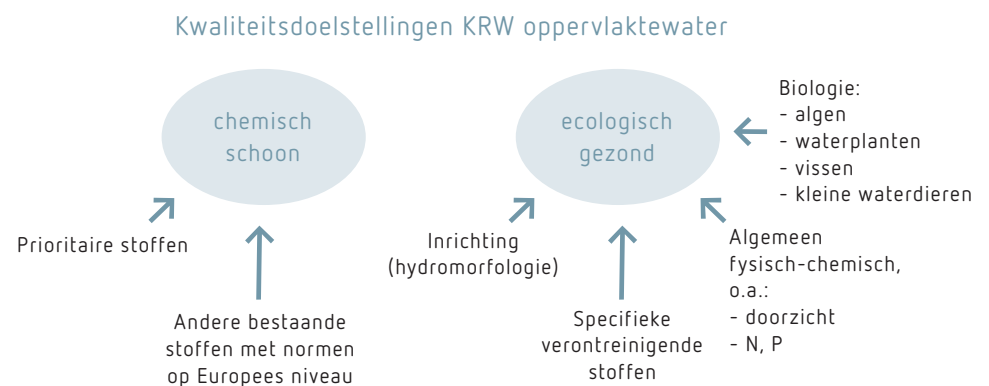 Kwaliteitsdoelstellingen KRW oppervlaktewater
chemisch
schoon
Prioritaire stoffen
Andere bestaande
stoffen met normen
op Europees niveau
ecologisch
gezond
Biologie:
- algen
- waterplanten
- vissen
- kleine waterdieren
Inrichting
(hydromorfologie)
Specifieke
verontreinigende
stoffen
Algemeen
fysisch-chemisch,
o.a.:
- doorzicht
- N, P